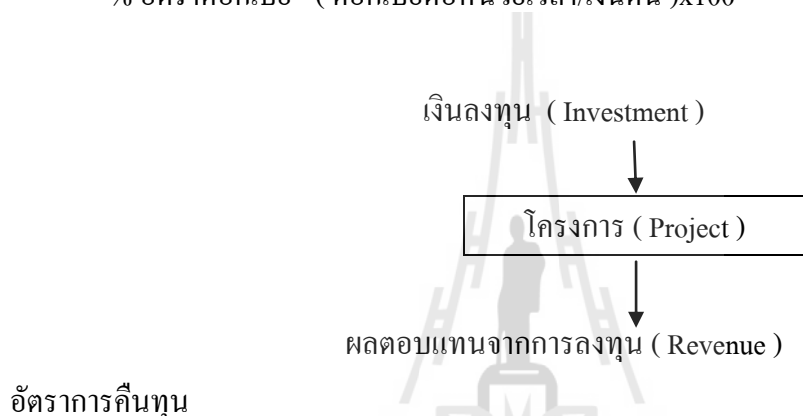 เงินลงทุน ( Investment )
โครงการ ( Project )
ผลตอบแทนจากการลงทุน ( Revenue )
อัตราการคืนทุน